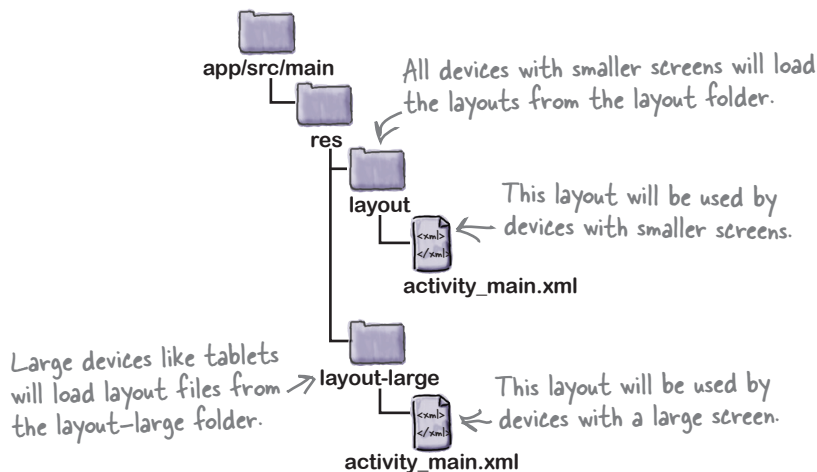 app/src/main
All devices with smaller screens will load
the layouts from the layout folder.
res
layout
This layout will be used by
devices with smaller screens.
<xml>
</xml>
activity_main.xml
Large devices like tablets
will load layout files from
the layout-large folder.
layout-large
This layout will be used by
devices with a large screen.
<xml>
</xml>
activity_main.xml